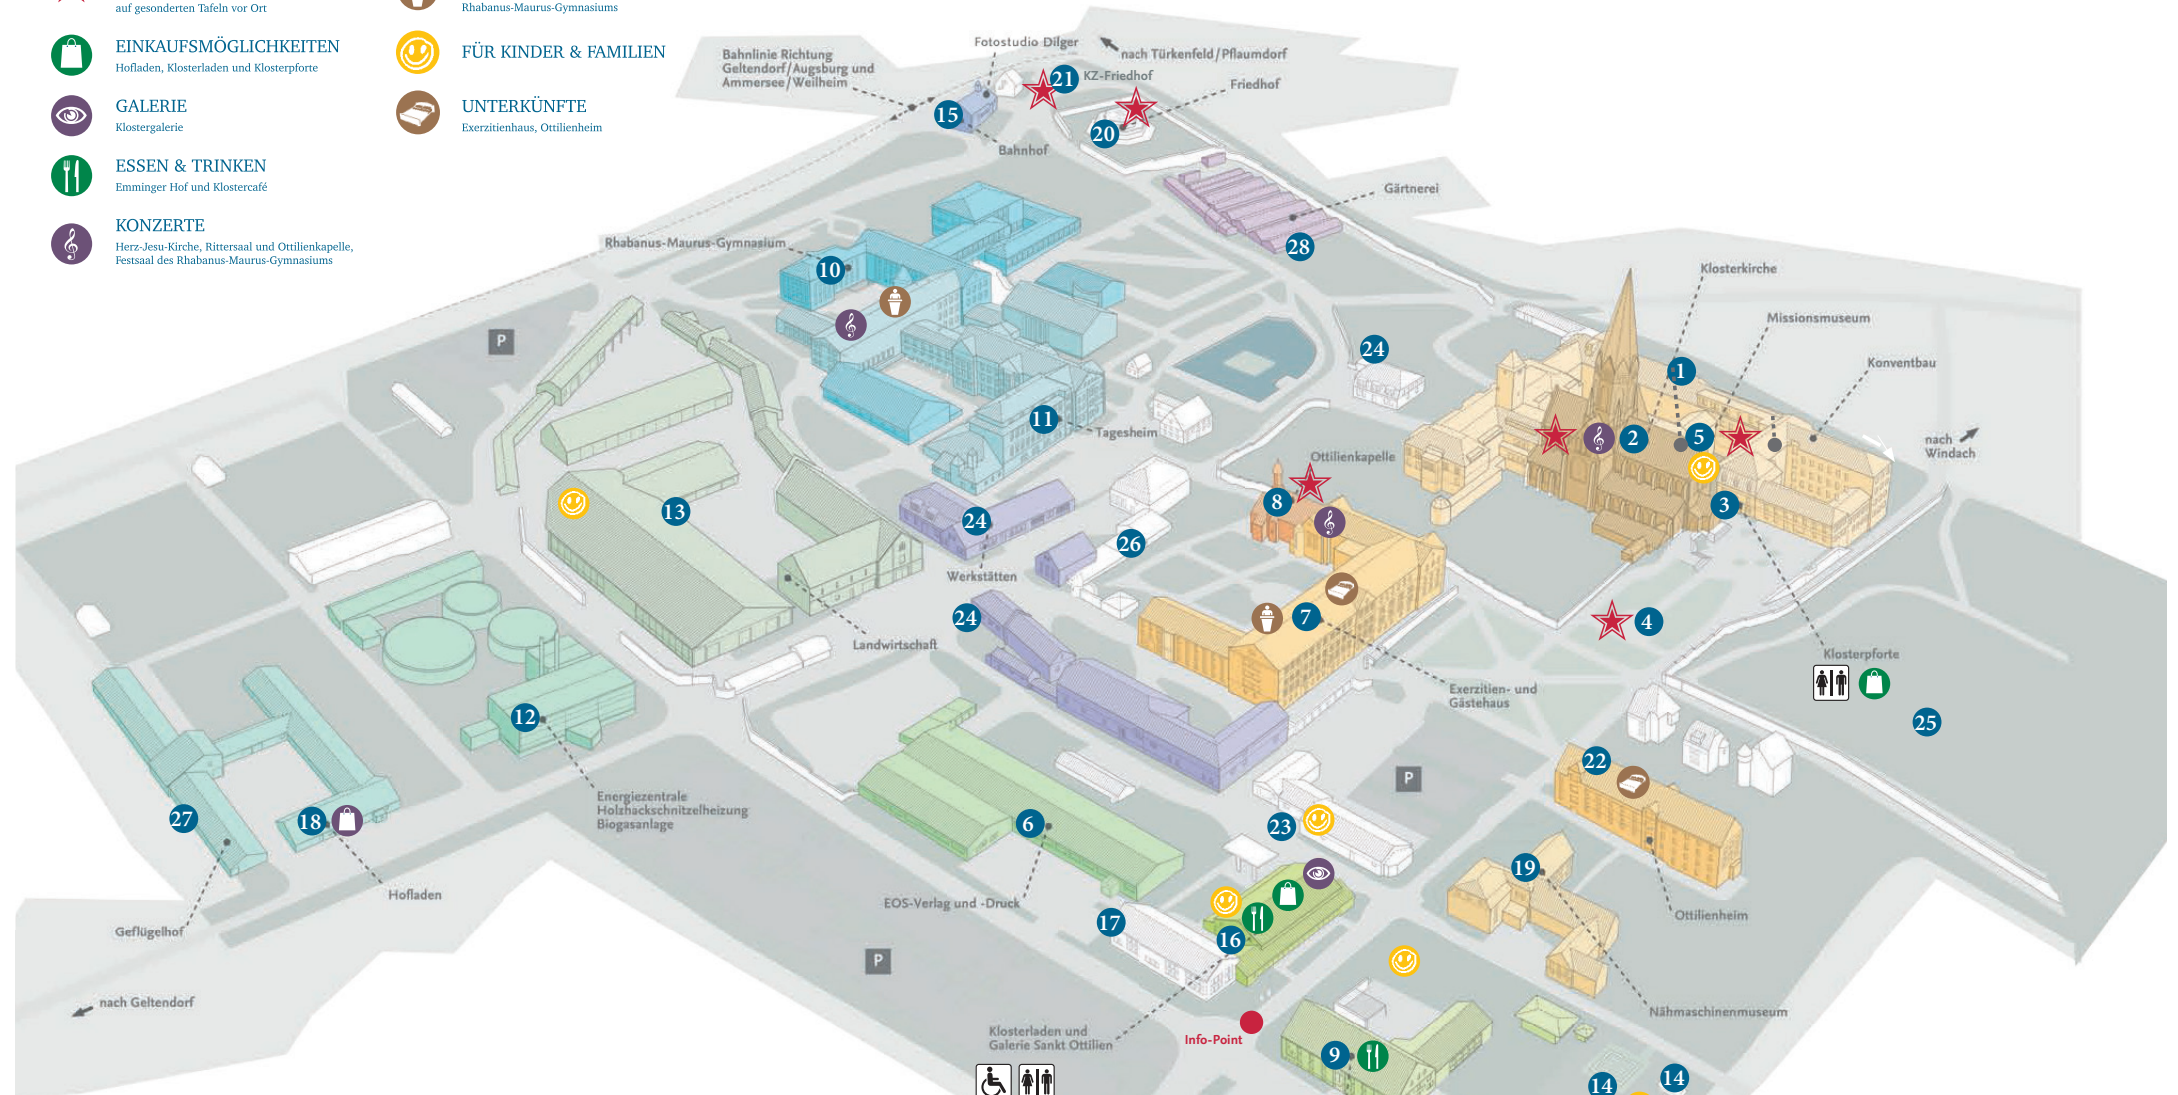 auf gesonderten Tafeln vor Ort
EINKAUFSMÖGLICHKEITEN
Hofladen, Klosterladen und Klosterpforte
GALERIE
Klostergalerie
ESSEN & TRINKEN
Emminger Hof und Klostercafé
KONZERTE
Herz-Jesu-Kirche, Rittersaal und Ottilienkapelle,
Festsaal des Rhabanus-Maurus-Gymnasiums
Rhabanus-Maurus-Gymnasiums
FÜR KINDER & FAMILIEN
UNTERKÜNFTE
Exerzitienhaus, Ottilienheim
Bahnlinie Richtung
Geltendorf/Augsburg und
Ammersee/Weilheim
Fotostudio Dilger
nach Türkenfeld/Pflaumdorf
21
KZ-Friedhof
Friedhof
15
20
Bahnhof
Gärtnerei
28
Rhabanus-Maurus-Gymnasium
10
Klosterkirche
Missionsmuseum
Konventbau
P
24
1
11
Tagesheim
2
5
nach
Windach
Ottilienkapelle
8
3
13
24
26
Werkstätten
24
7
4
Landwirtschaft
Klosterpforte
Exerzitien- und
Gästehaus
25
12
22
P
Energiezentrale
Holzhackschnitzelheizung
Biogasanlage
27
18
6
23
19
Hofladen
EOS-Verlag und -Druck
17
16
Ottilienheim
Geflügelhof
P
nach Geltendorf
Nähmaschinenmuseum
Klosterladen und
Galerie Sankt Ottilien
Info-Point
9
14
14